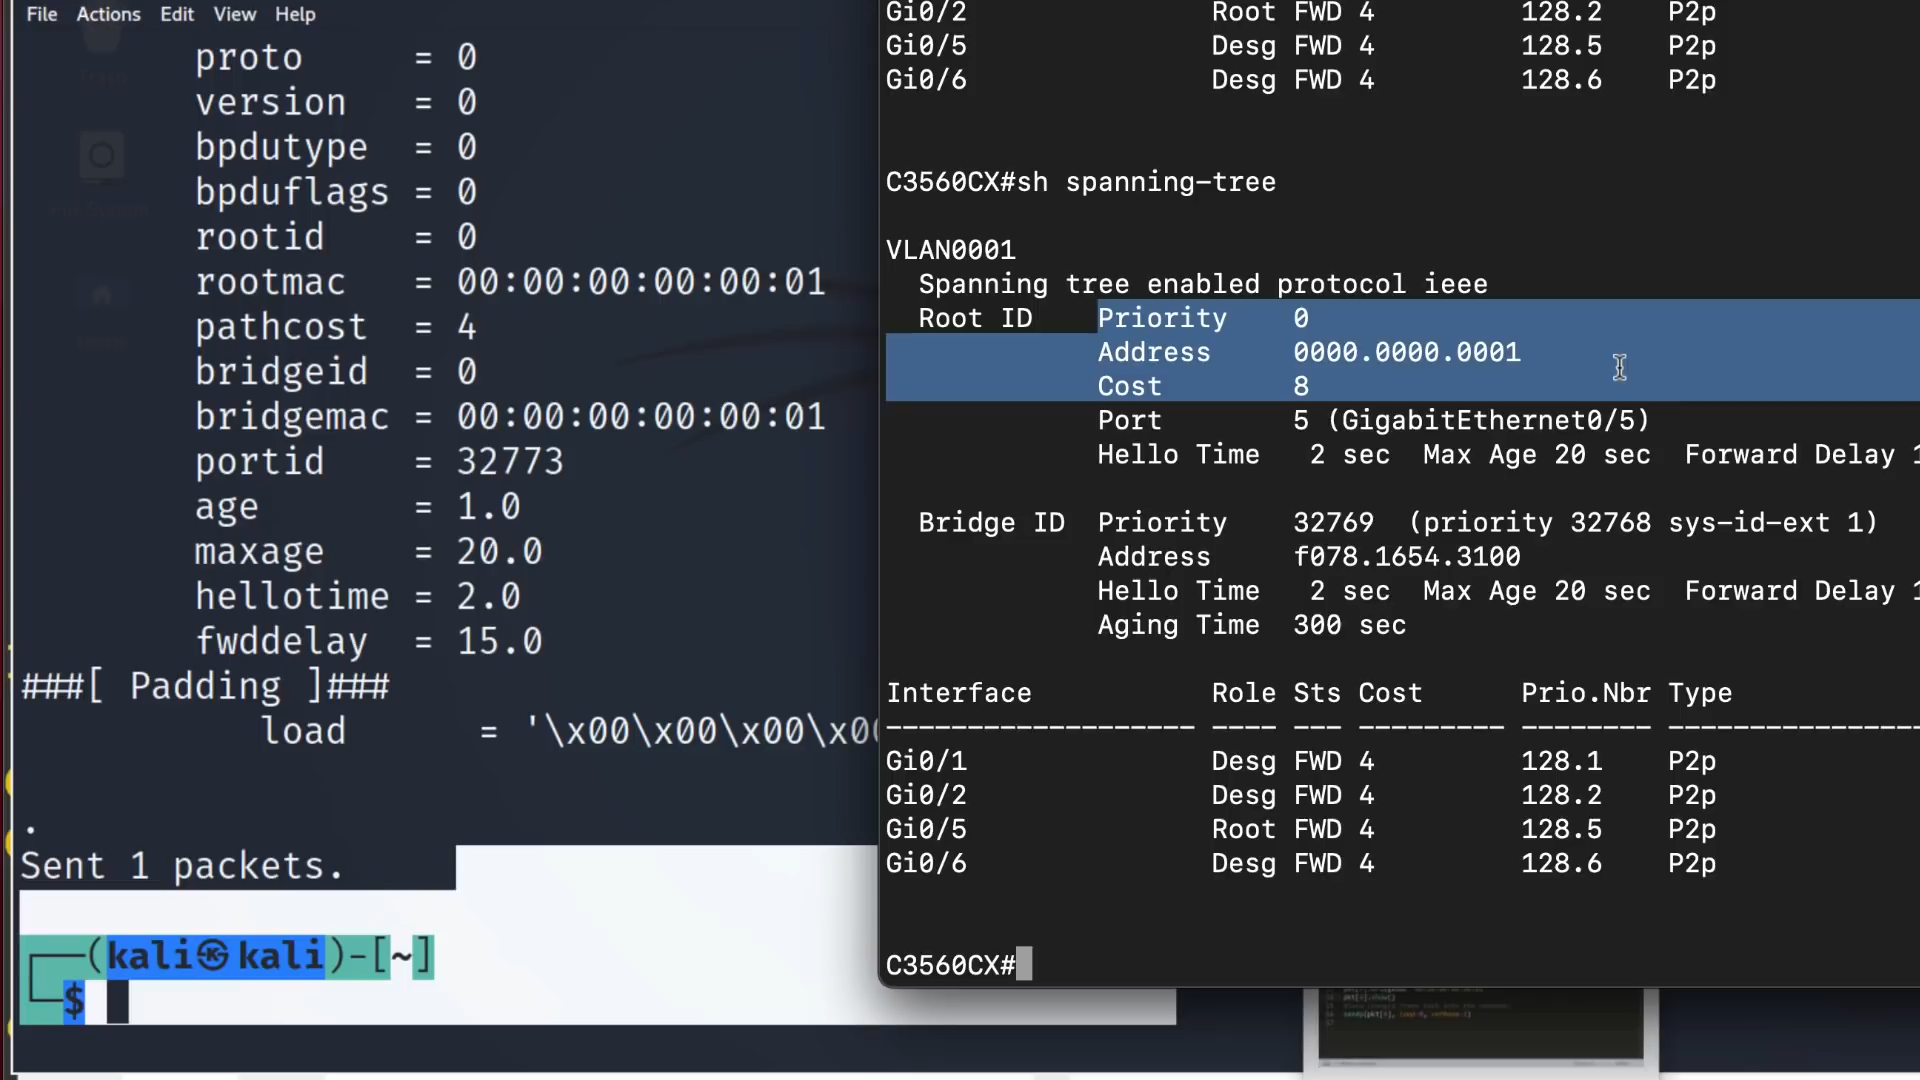 File Actions Edit View Help
proto = 0
version = 0
bpdutype = 0
bpduflags = 0
rootid = 0
rootmac = 00:00:00:00:00:01
pathcost = 4
bridgeid = 0
bridgemac = 00:00:00:00:00:01
portid = 32773
age = 1.0
maxage = 20.0
hellotime = 2.0
fwddelay = 15.0
###[ Padding ]###
load = '\x00\x00\x00\x00
.
Sent 1 packets.
(kali㉿kali)-[~]
$
Gi0/2 Root FWD 4 128.2 P2p
Gi0/5 Desg FWD 4 128.5 P2p
Gi0/6 Desg FWD 4 128.6 P2p
C3560CX#sh spanning-tree
VLAN0001
Spanning tree enabled protocol ieee
Root ID Priority 0
Address 0000.0000.0001
Cost 8
Port 5 (GigabitEthernet0/5)
Hello Time 2 sec Max Age 20 sec Forward Delay 1
Bridge ID Priority 32769 (priority 32768 sys-id-ext 1)
Address f078.1654.3100
Hello Time 2 sec Max Age 20 sec Forward Delay 1
Aging Time 300 sec
Interface Role Sts Cost Prio.Nbr Type
------------------- ---- --- --------- -------- ----------------
Gi0/1 Desg FWD 4 128.1 P2p
Gi0/2 Desg FWD 4 128.2 P2p
Gi0/5 Root FWD 4 128.5 P2p
Gi0/6 Desg FWD 4 128.6 P2p
C3560CX#